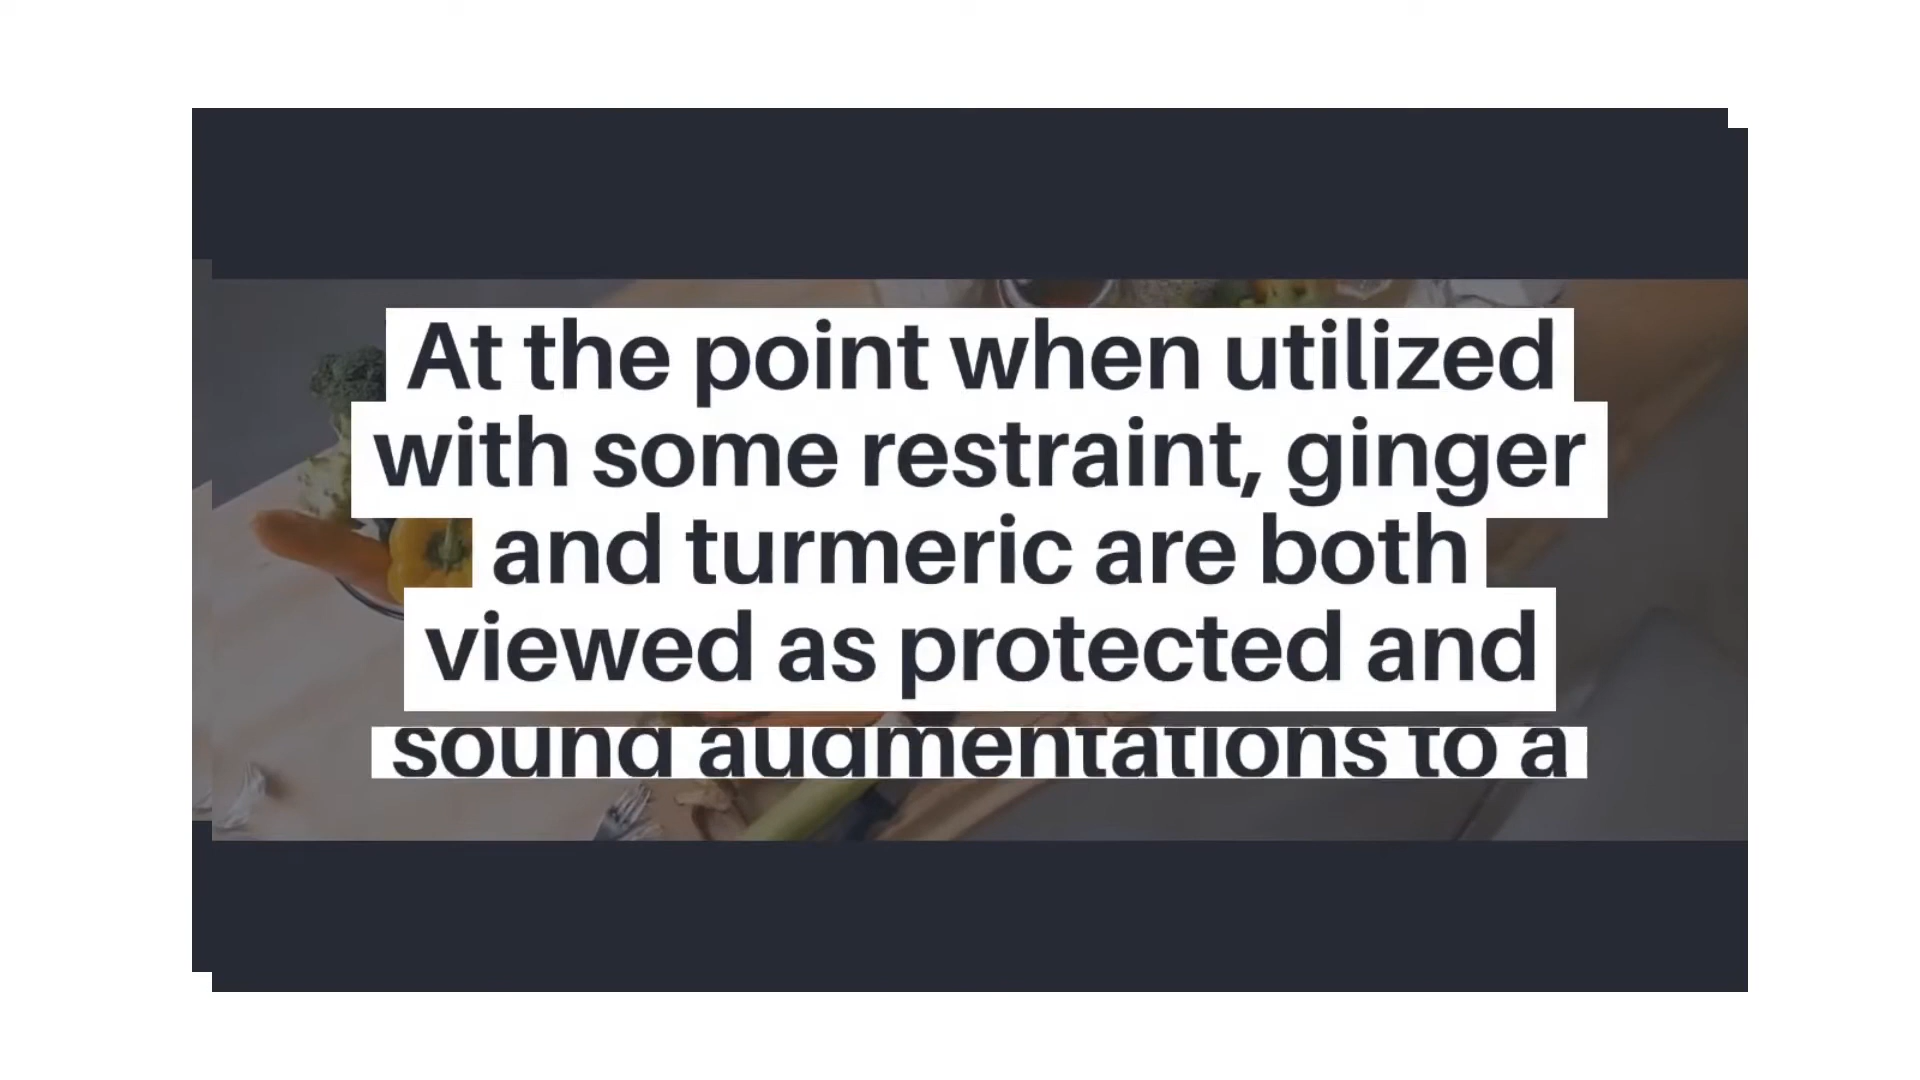 At the point when utilized
with some restraint, ginger
and turmeric are both
viewed as protected and
sound augmentations to a